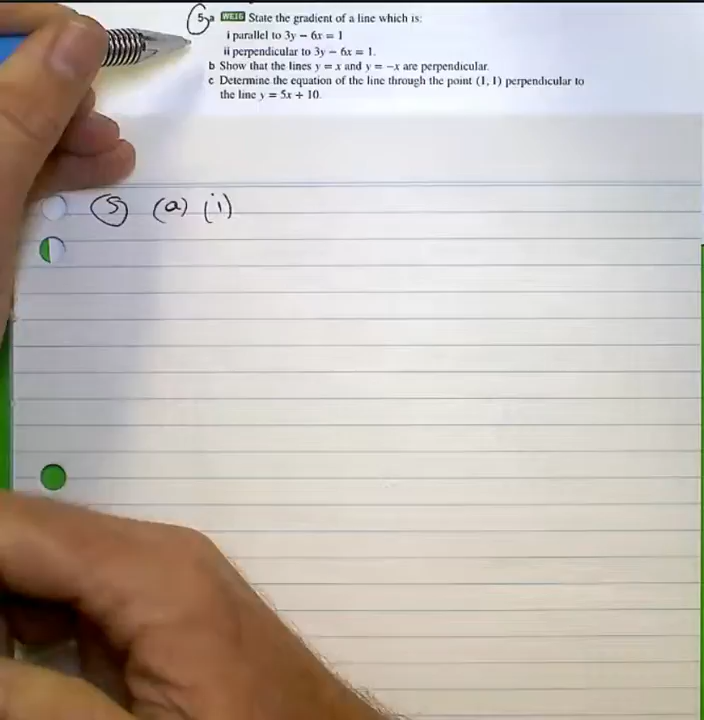 5 a WE16 State the gradient of a line which is:
i parallel to 3y − 6x = 1
ii perpendicular to 3y − 6x = 1.
b Show that the lines y = x and y = −x are perpendicular.
c Determine the equation of the line through the point (1, 1) perpendicular to
the line y = 5x + 10.
5 (a) (i)